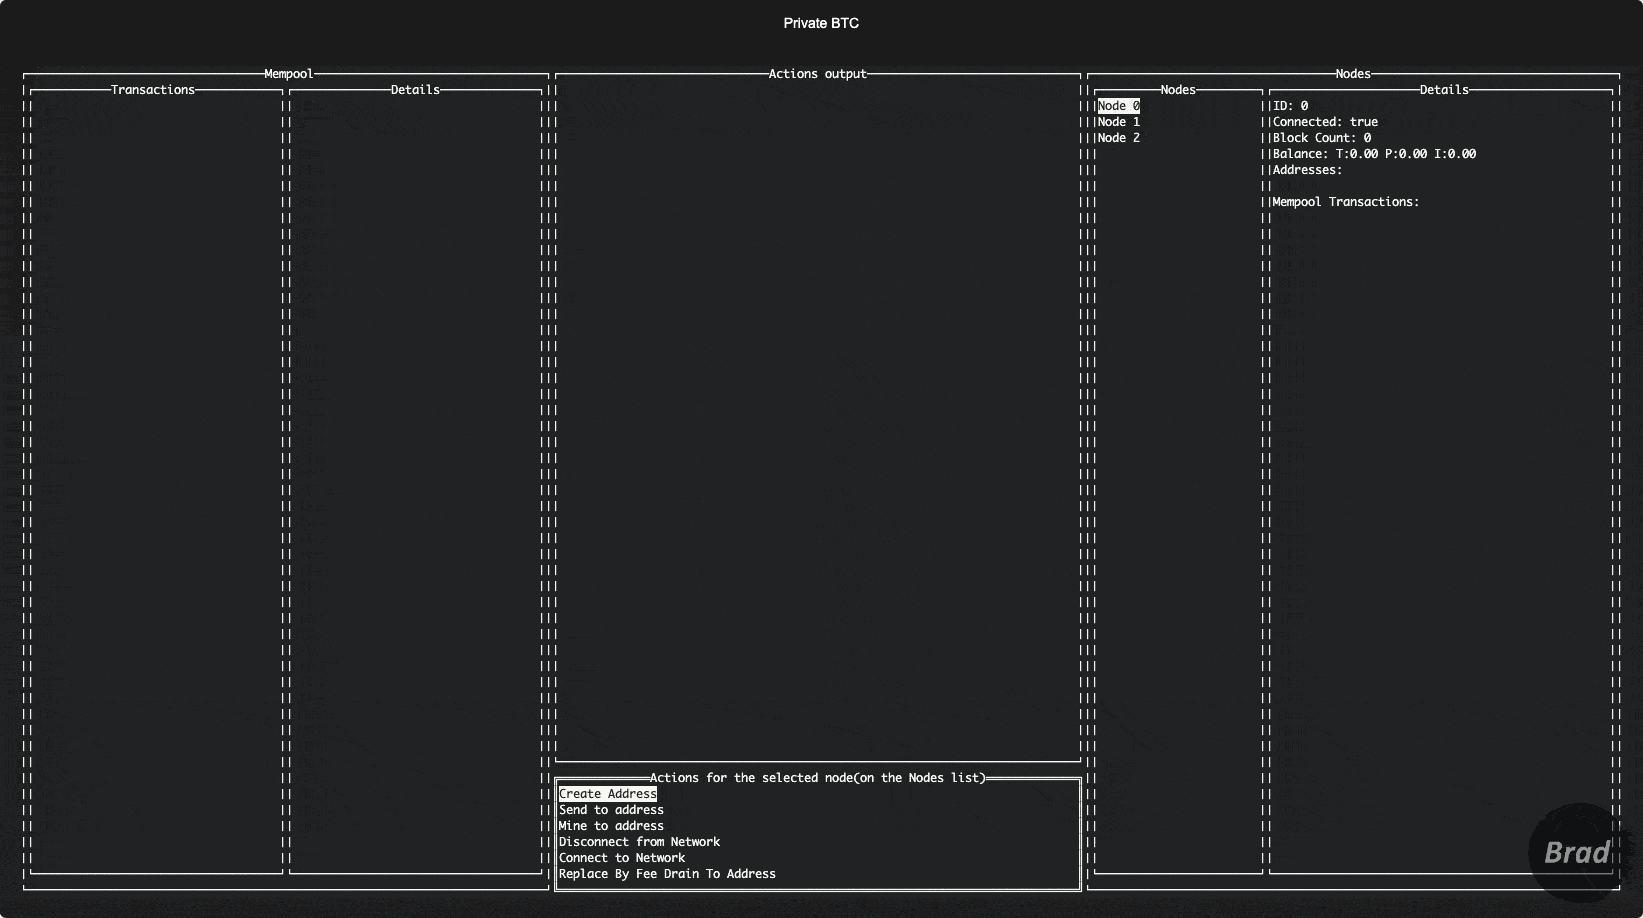 Private BTC
Mempool
Transactions
Details
Actions output
Actions for the selected node(on the Nodes list)
Create Address
Send to address
Mine to address
Disconnect from Network
Connect to Network
Replace By Fee Drain To Address
Nodes
Nodes
Node 0
Node 1
Node 2
Details
ID: 0
Connected: true
Block Count: 0
Balance: T:0.00 P:0.00 I:0.00
Addresses:
Mempool Transactions:
Brad